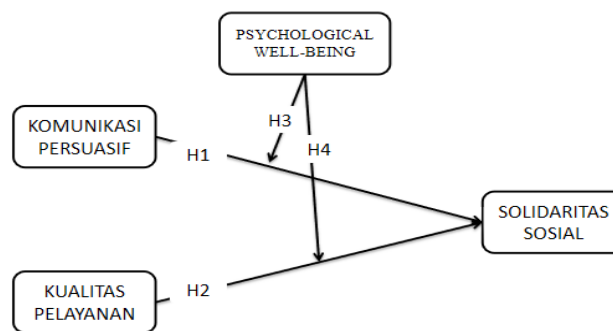 PSYCHOLOGICAL
WELL-BEING
KOMUNIKASI
PERSUASIF
H1
H3
H4
SOLIDARITAS
SOSIAL
KUALITAS
PELAYANAN
H2